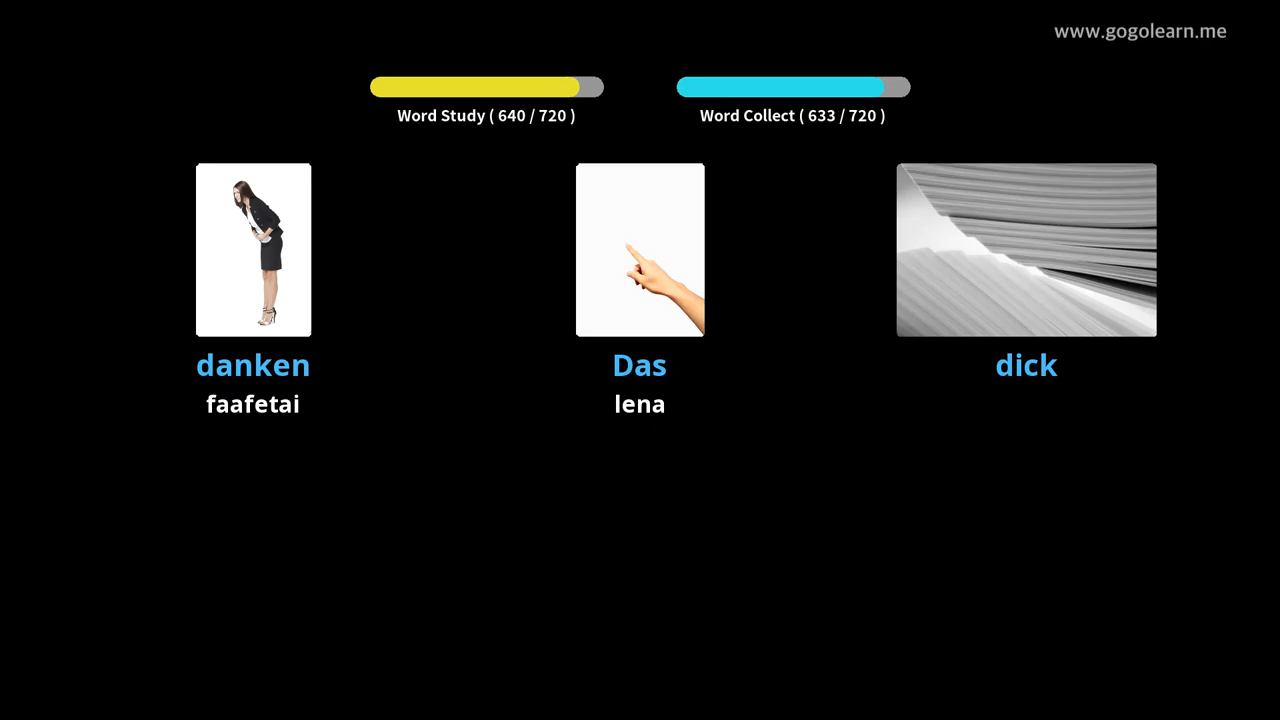 www.gogolearn.me
Word Study ( 640 / 720 )
Word Collect ( 633 / 720 )
danken
Das
dick
faafetai
lena